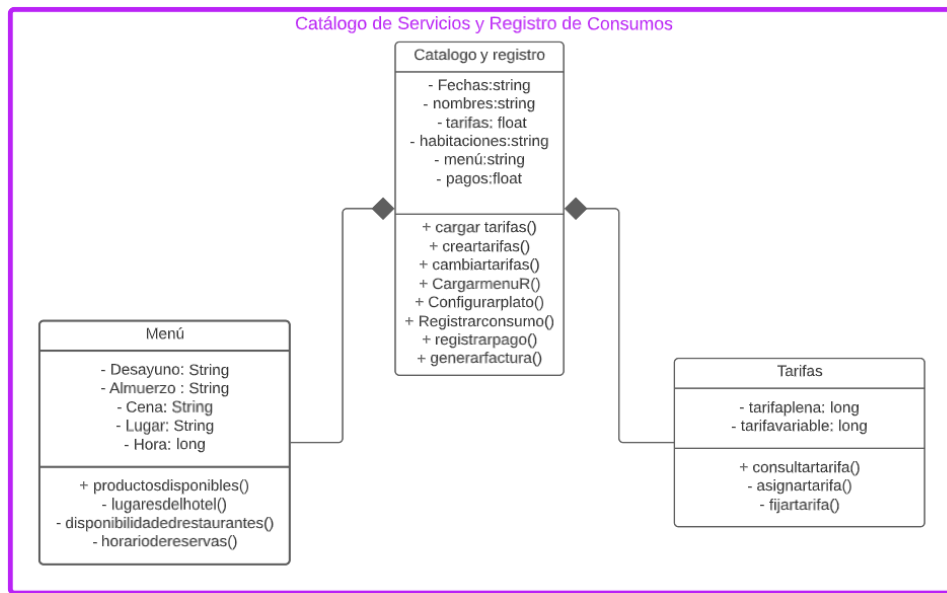 Catálogo de Servicios y Registro de Consumos
Catalogo y registro
- Fechas:string
- nombres:string
- tarifas: float
- habitaciones:string
- menú:string
- pagos:float
+ cargar tarifas()
+ creartarifas()
+ cambiartarifas()
+ CargarmenuR()
+ Configurarplato()
+ Registrarconsumo()
+ registrarpago()
+ generarfactura()
Menú
- Desayuno: String
- Almuerzo : String
- Cena: String
- Lugar: String
- Hora: long
+ productosdisponibles()
- lugaresdelhotel()
- disponibilidadedrestaurantes()
- horariodereservas()
Tarifas
- tarifaplena: long
- tarifavariable: long
+ consultartarifa()
- asignartarifa()
- fijartarifa()